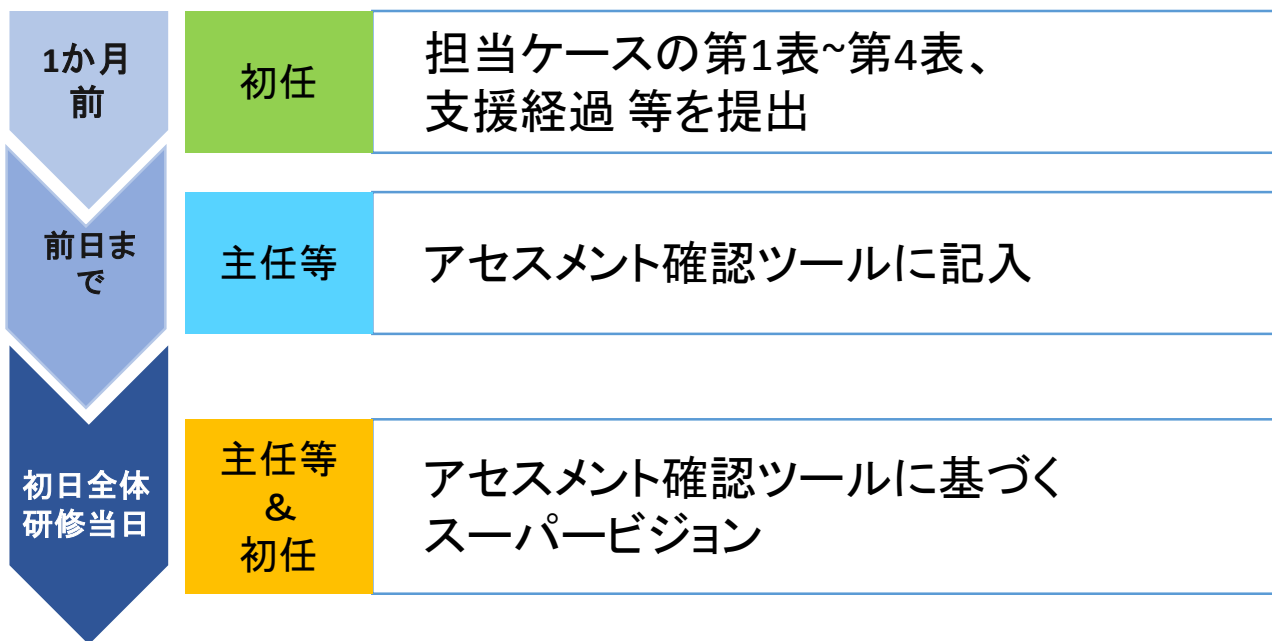 1か月
前
初任
担当ケースの第1表~第4表、
支援経過 等を提出
前日ま
で
主任等
アセスメント確認ツールに記入
初日全体
研修当日
主任等
&
初任
アセスメント確認ツールに基づく
スーパービジョン